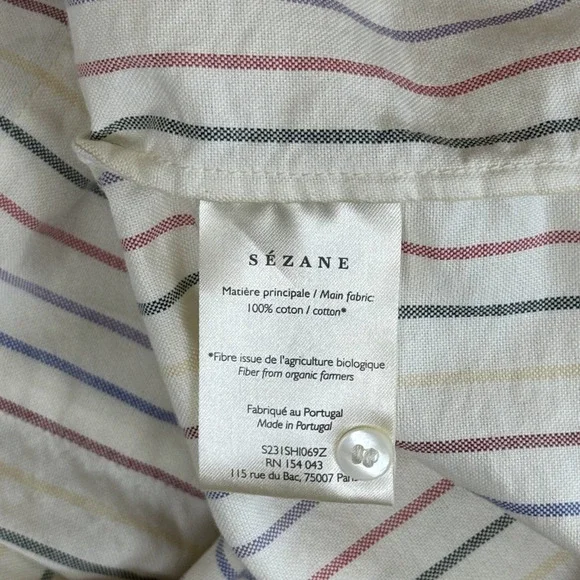 SÉZANE
Matière principale / Main fabric:
100% coton / cotton*
*Fibre issue de l'agriculture biologique
Fiber from organic farmers
Fabriqué au Portugal
Made in Portugal
S231SHI069Z
RN 154 043
115 rue du Bac, 75007